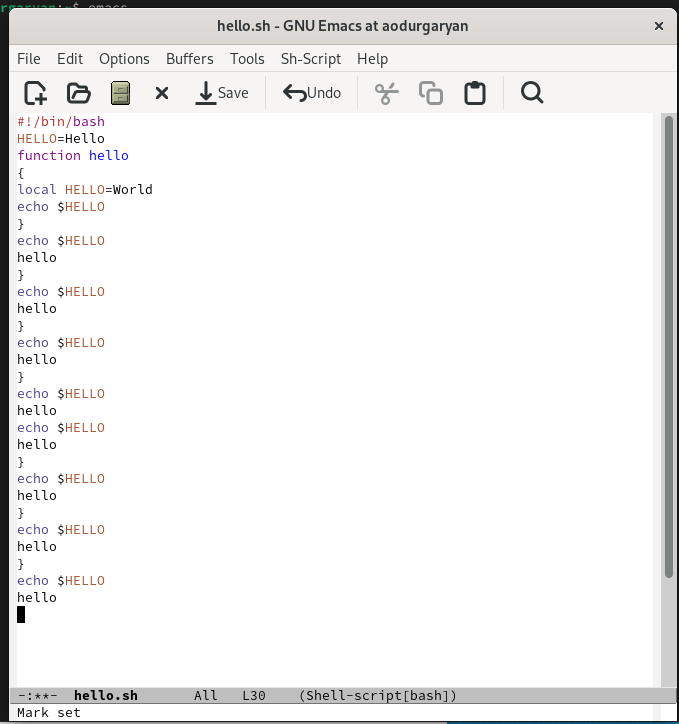 hello.sh - GNU Emacs at aodurgaryan
File Edit Options Buffers Tools Sh-Script Help
Save Undo
#!/bin/bash
HELLO=Hello
function hello
{
local HELLO=World
echo $HELLO
}
echo $HELLO
hello
}
echo $HELLO
hello
}
echo $HELLO
hello
}
echo $HELLO
hello
echo $HELLO
hello
}
echo $HELLO
hello
}
echo $HELLO
hello
}
echo $HELLO
hello
-:**- hello.sh All L30 (Shell-script[bash])
Mark set